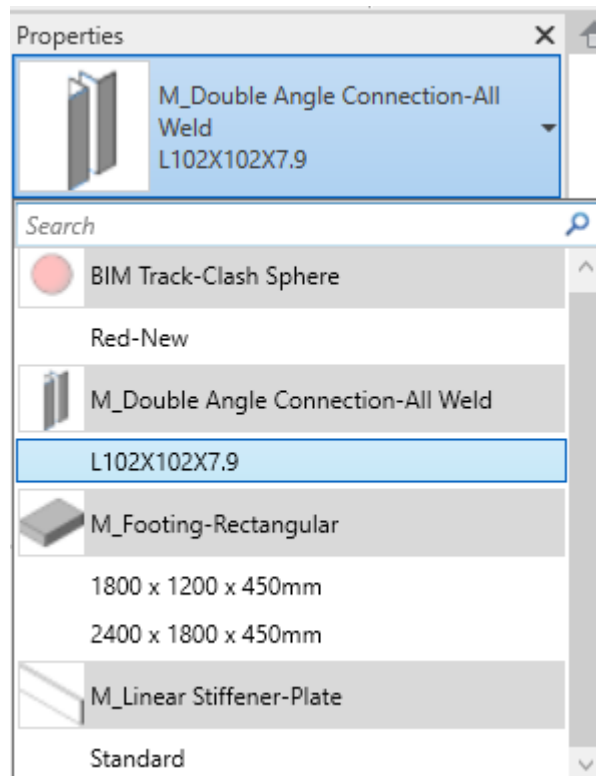 Properties
M_Double Angle Connection-All
Weld
L102X102X7.9
Search
BIM Track-Clash Sphere
Red-New
M_Double Angle Connection-All Weld
L102X102X7.9
M_Footing-Rectangular
1800 x 1200 x 450mm
2400 x 1800 x 450mm
M_Linear Stiffener-Plate
Standard